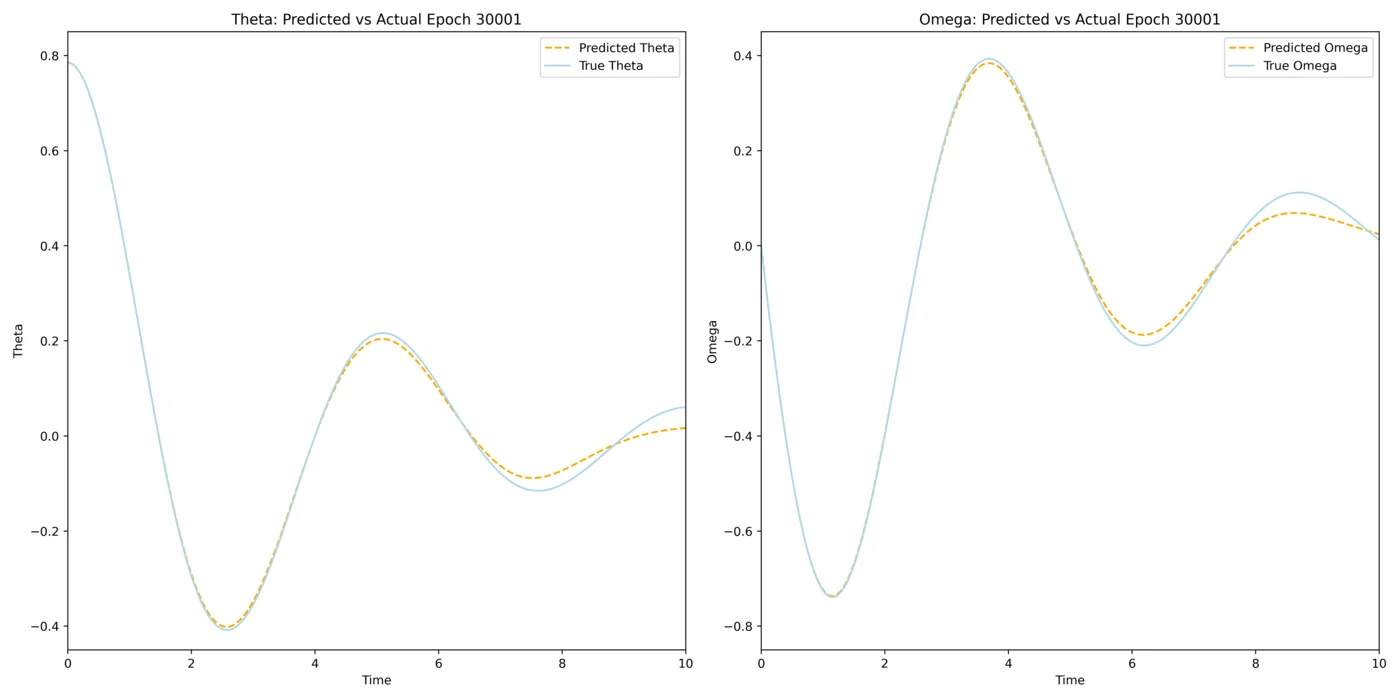 Theta: Predicted vs Actual Epoch 30001
Predicted Theta
True Theta
0.8
0.6
0.4
0.2
0.0
−0.2
−0.4
Theta
0 2 4 6 8 10
Time
Omega: Predicted vs Actual Epoch 30001
Predicted Omega
True Omega
0.4
0.2
0.0
−0.2
−0.4
−0.6
−0.8
Omega
0 2 4 6 8 10
Time